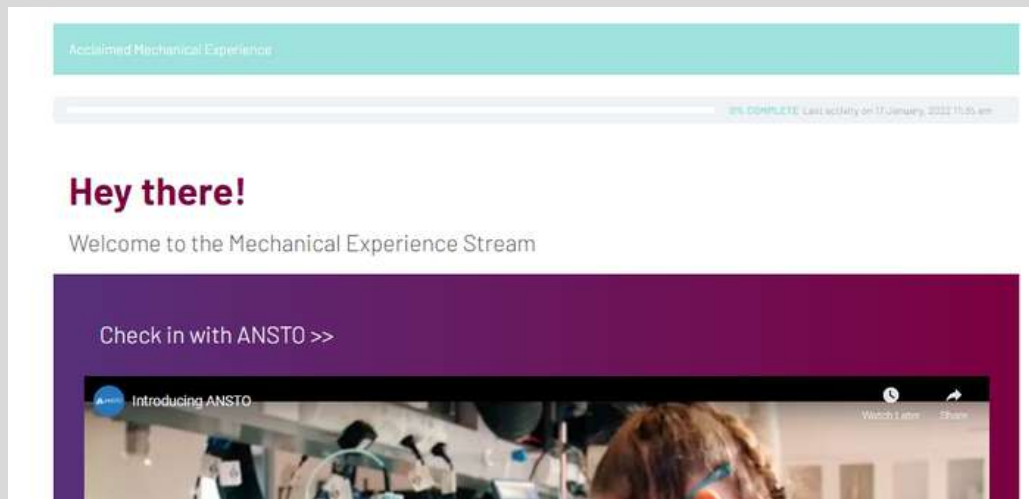 Acclaimed Mechanical Experience
0% COMPLETE Last activity on 17 January, 2022 11:35 am
Hey there!
Welcome to the Mechanical Experience Stream
Check in with ANSTO >>
Introducing ANSTO
Watch Later Share